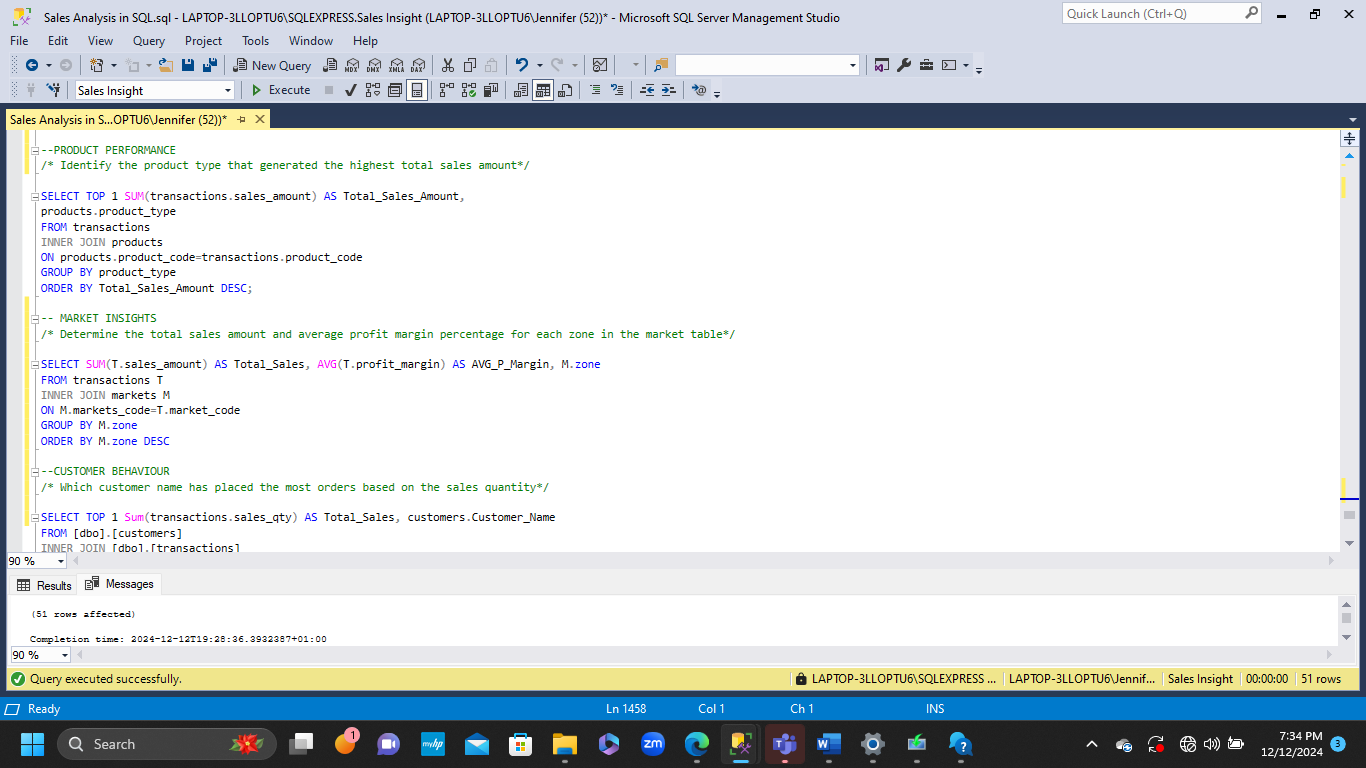 Sales Analysis in SQL.sql - LAPTOP-3LLOPTU6\SQLEXPRESS.Sales Insight (LAPTOP-3LLOPTU6\Jennifer (52))* - Microsoft SQL Server Management Studio
Quick Launch (Ctrl+Q)
File Edit View Query Project Tools Window Help
New Query MDX DMX XMLA DAX
Sales Insight Execute
Sales Analysis in S...OPTU6\Jennifer (52))*
--PRODUCT PERFORMANCE
/* Identify the product type that generated the highest total sales amount*/
SELECT TOP 1 SUM(transactions.sales_amount) AS Total_Sales_Amount,
products.product_type
FROM transactions
INNER JOIN products
ON products.product_code=transactions.product_code
GROUP BY product_type
ORDER BY Total_Sales_Amount DESC;
-- MARKET INSIGHTS
/* Determine the total sales amount and average profit margin percentage for each zone in the market table*/
SELECT SUM(T.sales_amount) AS Total_Sales, AVG(T.profit_margin) AS AVG_P_Margin, M.zone
FROM transactions T
INNER JOIN markets M
ON M.markets_code=T.market_code
GROUP BY M.zone
ORDER BY M.zone DESC
--CUSTOMER BEHAVIOUR
/* Which customer name has placed the most orders based on the sales quantity*/
SELECT TOP 1 Sum(transactions.sales_qty) AS Total_Sales, customers.Customer_Name
FROM [dbo].[customers]
INNER JOIN [dbo].[transactions]
90 %
Results Messages
(51 rows affected)
Completion time: 2024-12-12T19:28:36.3932387+01:00
90 %
Query executed successfully. LAPTOP-3LLOPTU6\SQLEXPRESS ... LAPTOP-3LLOPTU6\Jennif... Sales Insight 00:00:00 51 rows
Ready Ln 1458 Col 1 Ch 1 INS
Search 1 myhp zm 7:34 PM
12/12/2024 3